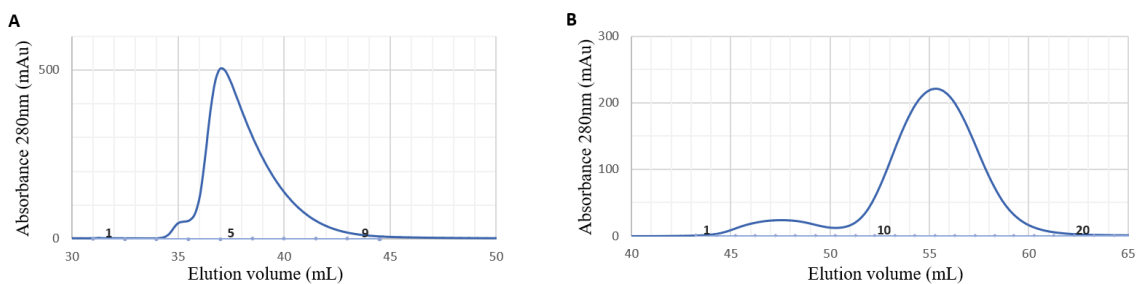 A
Absorbance 280nm (mAu)
500
0
1 5 9
30 35 40 45 50
Elution volume (mL)
B
Absorbance 280nm (mAu)
300
200
100
0
1 10 20
40 45 50 55 60 65
Elution volume (mL)